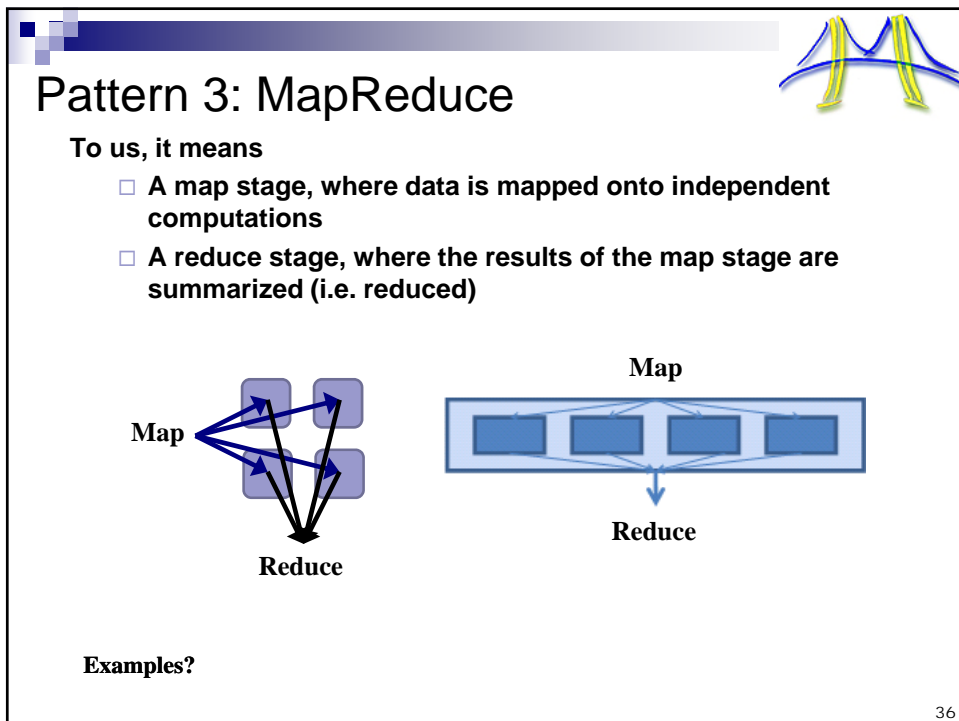 Pattern 3: MapReduce
To us, it means
A map stage, where data is mapped onto independent
computations
A reduce stage, where the results of the map stage are
summarized (i.e. reduced)
Map
Map
Reduce
Reduce
Examples?
36